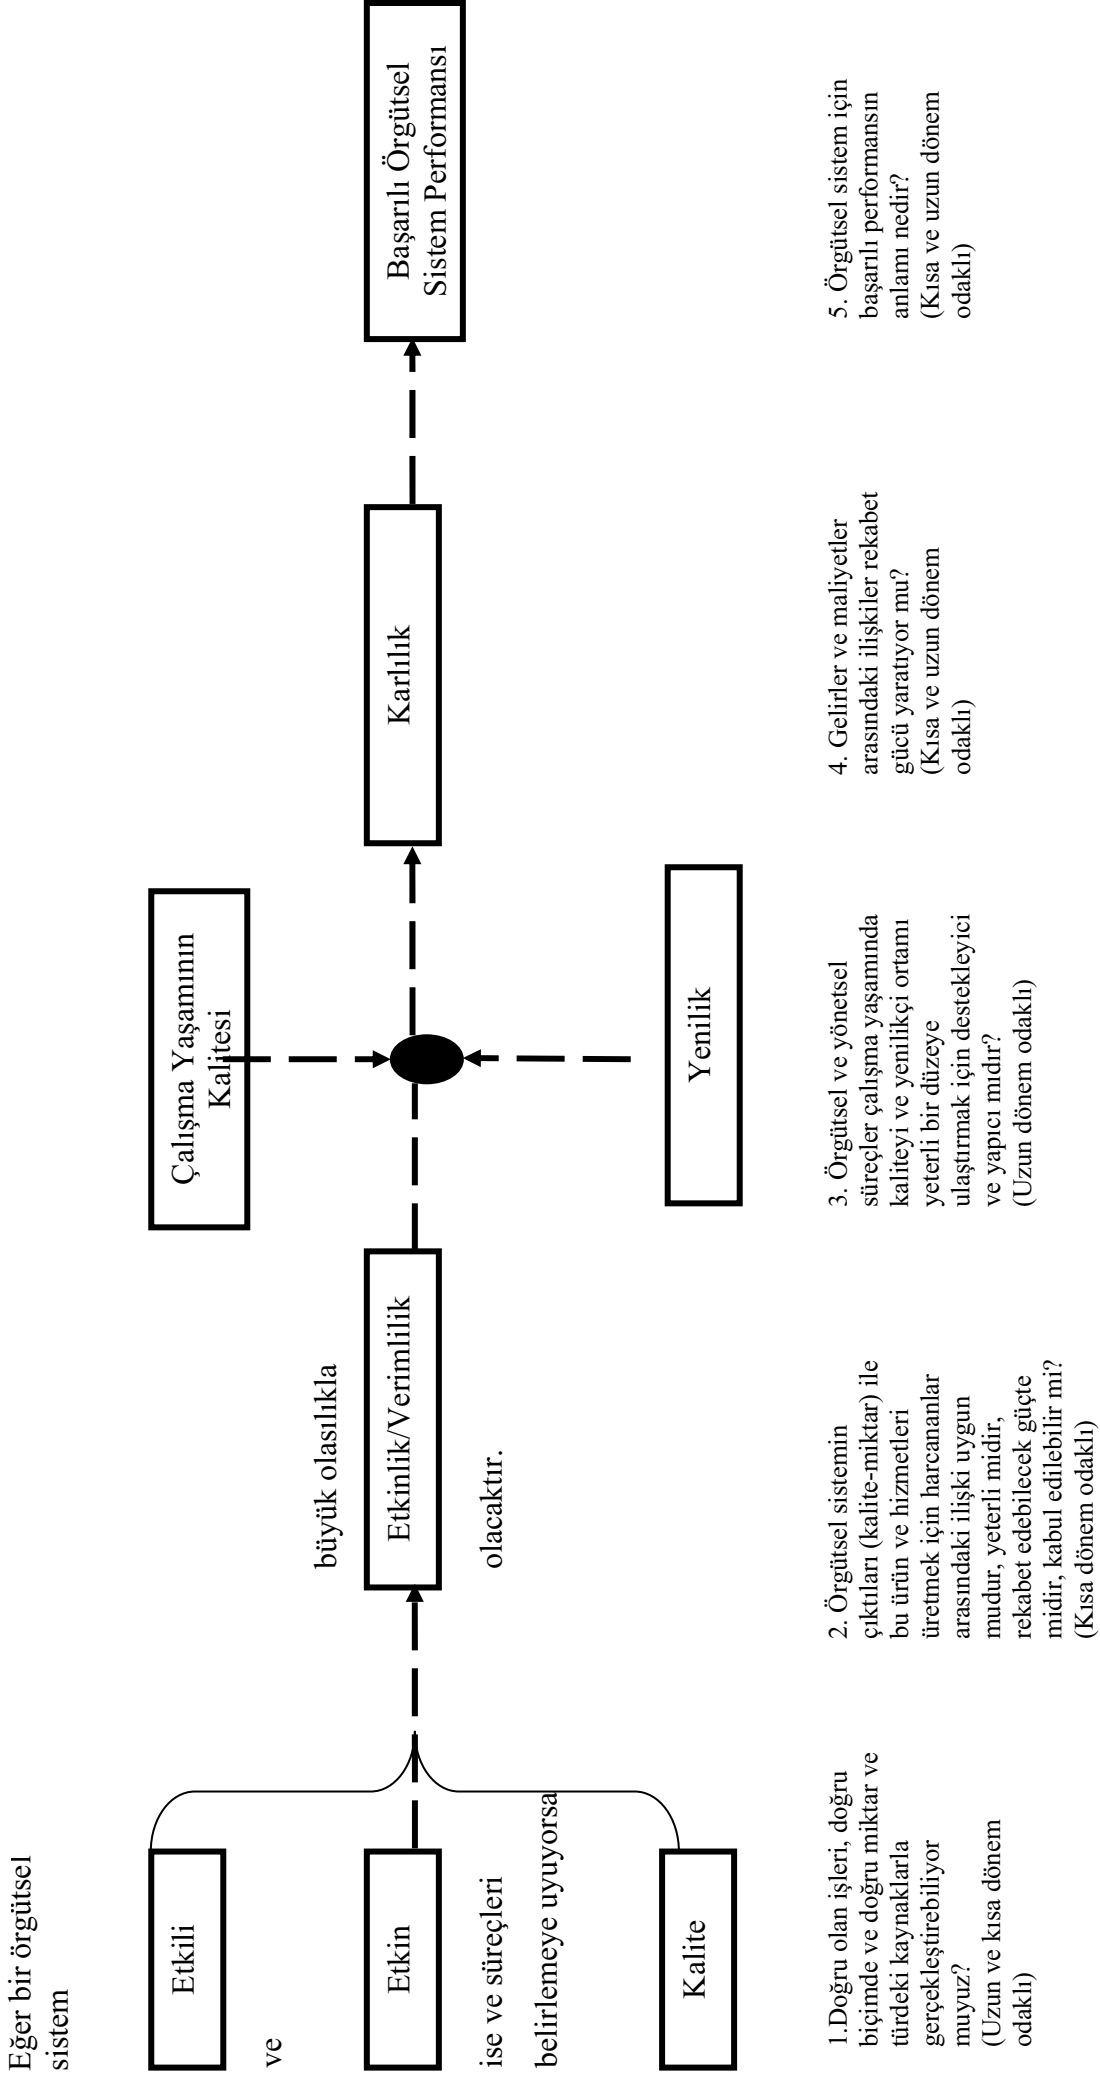 Eğer bir örgütsel
sistem
Etkili
ve
Etkin
ise ve süreçleri
belirlemeye uyuyorsa
Kalite
büyük olasılıkla
Etkinlik/Verimlilik
olacaktır.
Çalışma Yaşamının
Kalitesi
Yenilik
Karlılık
Başarılı Örgütsel
Sistem Performansı
1.Doğru olan işleri, doğru
biçimde ve doğru miktar ve
türdeki kaynaklarla
gerçekleştirebiliyor
muyuz?
(Uzun ve kısa dönem
odaklı)
2. Örgütsel sistemin
çıktıları (kalite-miktar) ile
bu ürün ve hizmetleri
üretmek için harcananlar
arasındaki ilişki uygun
mudur, yeterli midir,
rekabet edebilecek güçte
midir, kabul edilebilir mi?
(Kısa dönem odaklı)
3. Örgütsel ve yönetsel
süreçler çalışma yaşamında
kaliteyi ve yenilikçi ortamı
yeterli bir düzeye
ulaştırmak için destekleyici
ve yapıcı mıdır?
(Uzun dönem odaklı)
4. Gelirler ve maliyetler
arasındaki ilişkiler rekabet
gücü yaratıyor mu?
(Kısa ve uzun dönem
odaklı)
5. Örgütsel sistem için
başarılı performansın
anlamı nedir?
(Kısa ve uzun dönem
odaklı)